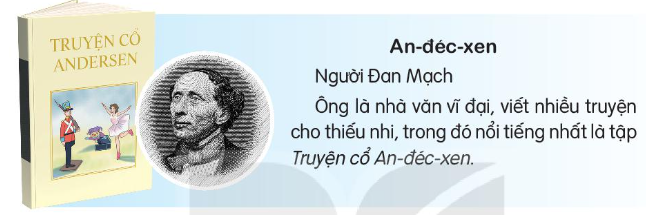 TRUYỆN CỔ
ANDERSEN
An-đéc-xen
Người Đan Mạch
Ông là nhà văn vĩ đại, viết nhiều truyện
cho thiếu nhi, trong đó nổi tiếng nhất là tập
Truyện cổ An-đéc-xen.